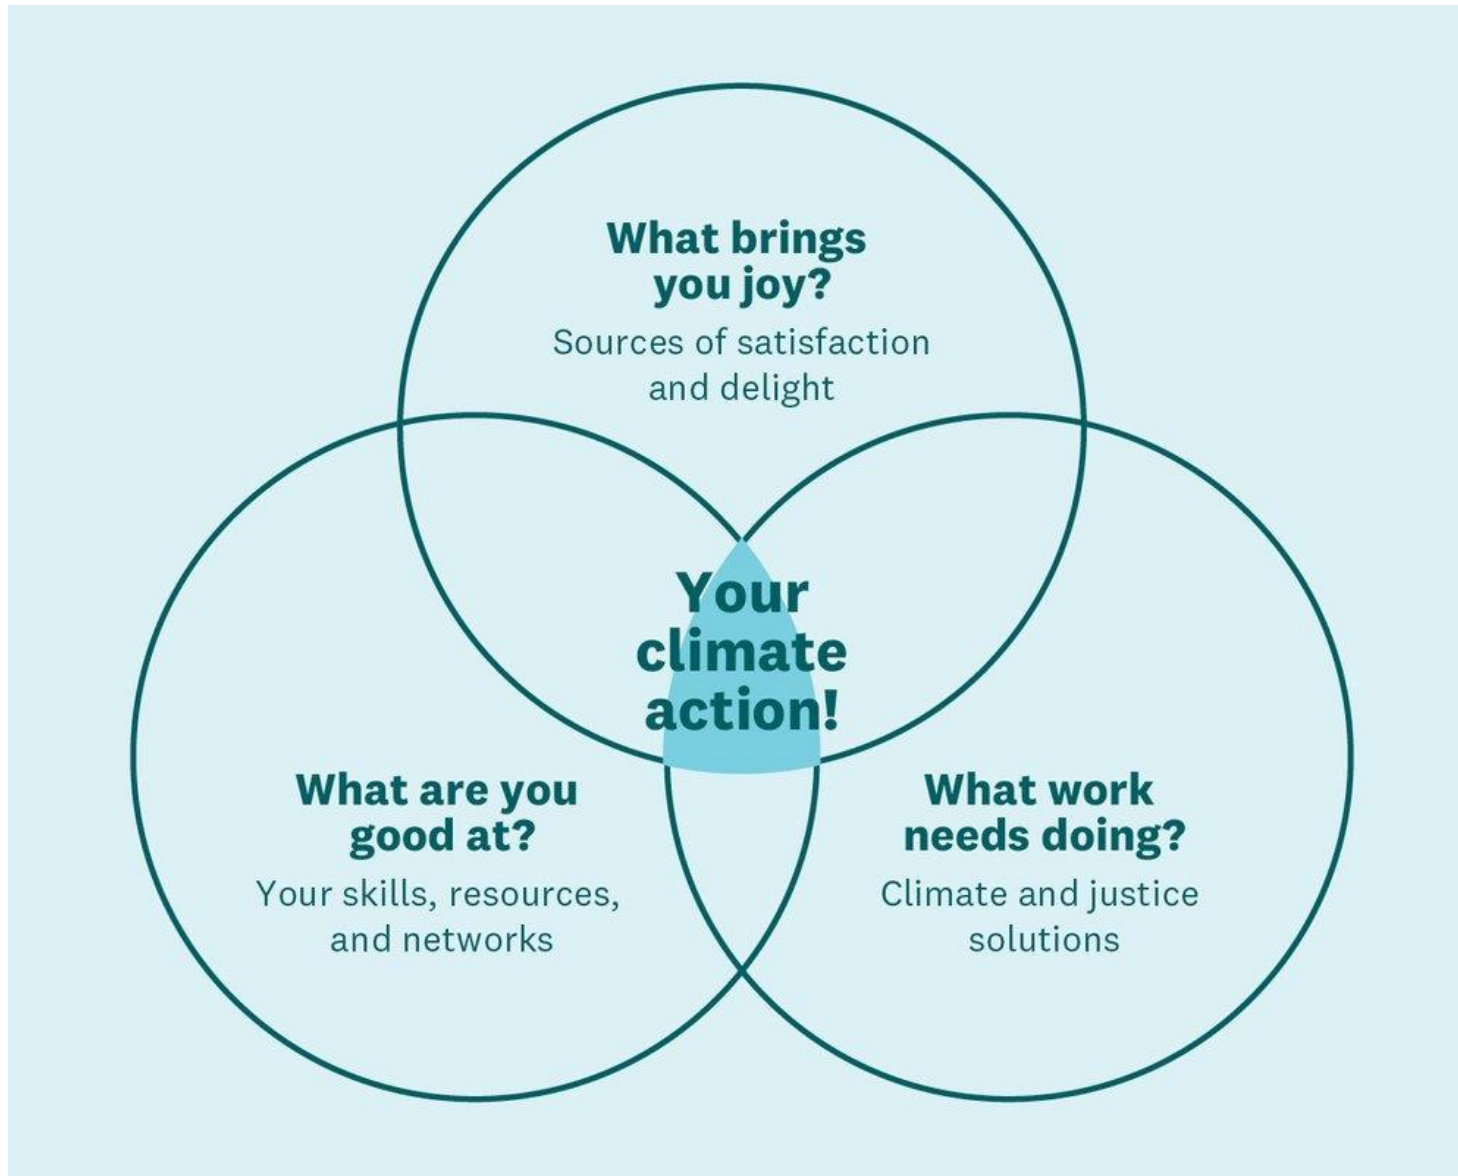 What brings
you joy?
Sources of satisfaction
and delight
Your
climate
action!
What are you
good at?
Your skills, resources,
and networks
What work
needs doing?
Climate and justice
solutions